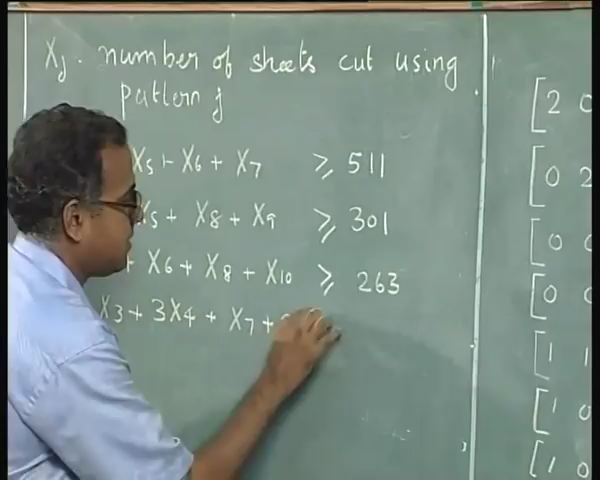 Xj . number of sheets cut using
pattern j
X5 + X6 + X7 ≥ 511
X5 + X8 + X9 ≥ 301
+ X6 + X8 + X10 ≥ 263
X3 + 3X4 + X7 +
[2 0
[0 2
[0 0
[0 0
[1 1
[1 0
[1 0